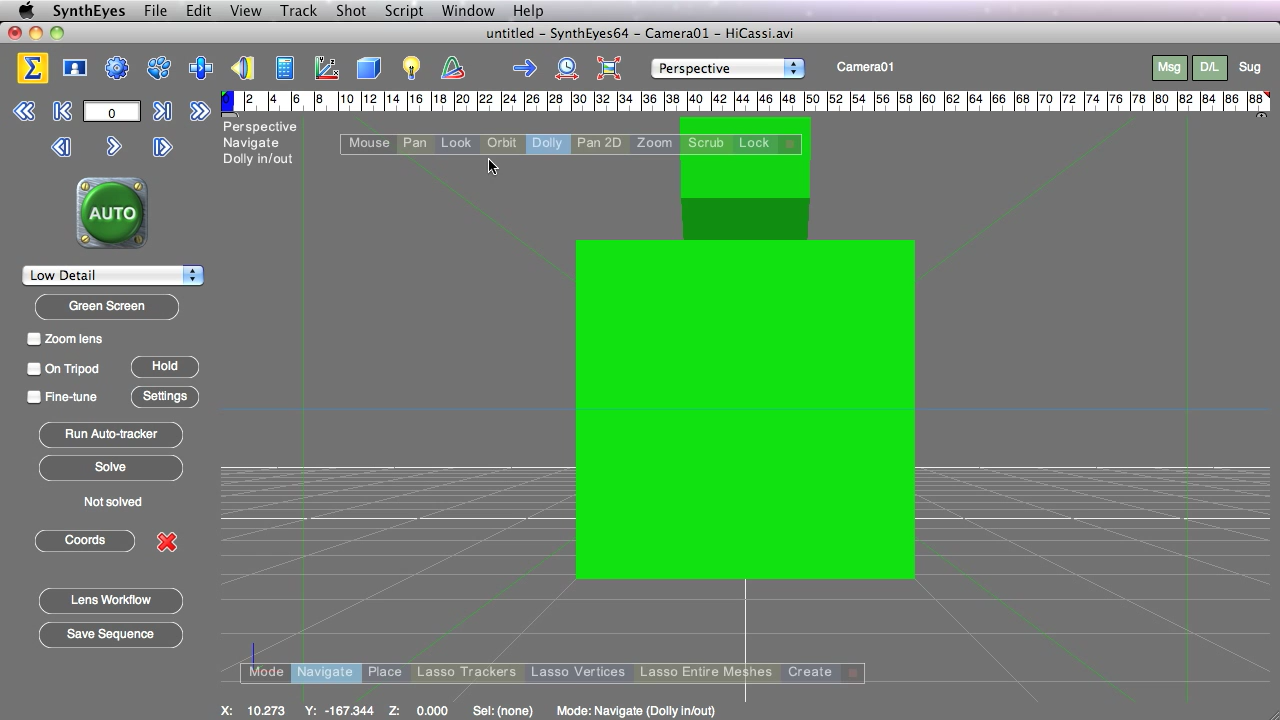 SynthEyes File Edit View Track Shot Script Window Help
untitled – SynthEyes64 – Camera01 – HiCassi.avi
Perspective Camera01 Msg D/L Sug
0 2 4 6 8 10 12 14 16 18 20 22 24 26 28 30 32 34 36 38 40 42 44 46 48 50 52 54 56 58 60 62 64 66 68 70 72 74 76 78 80 82 84 86 88
0
Perspective
Navigate
Dolly in/out
Mouse Pan Look Orbit Dolly Pan 2D Zoom Scrub Lock
AUTO
Low Detail
Green Screen
Zoom lens
On Tripod Hold
Fine-tune Settings
Run Auto-tracker
Solve
Not solved
Coords
Lens Workflow
Save Sequence
Mode Navigate Place Lasso Trackers Lasso Vertices Lasso Entire Meshes Create
X: 10.273 Y: -167.344 Z: 0.000 Sel: (none) Mode: Navigate (Dolly in/out)